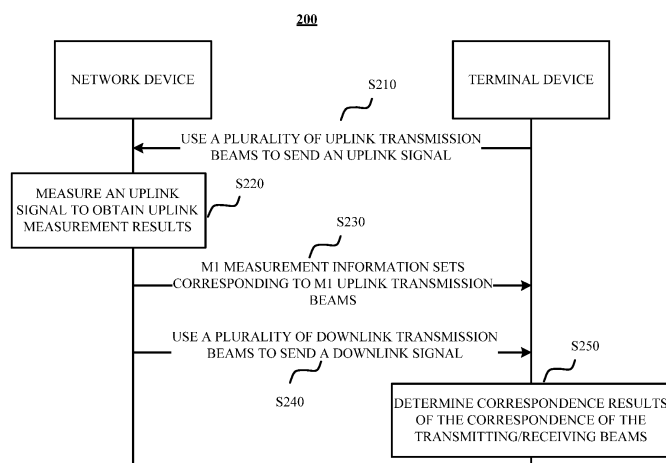 200
NETWORK DEVICE
TERMINAL DEVICE
S210
USE A PLURALITY OF UPLINK TRANSMISSION
BEAMS TO SEND AN UPLINK SIGNAL
MEASURE AN UPLINK
SIGNAL TO OBTAIN UPLINK
MEASUREMENT RESULTS
S220
S230
M1 MEASUREMENT INFORMATION SETS
CORRESPONDING TO M1 UPLINK TRANSMISSION
BEAMS
USE A PLURALITY OF DOWNLINK TRANSMISSION
BEAMS TO SEND A DOWNLINK SIGNAL
S240
S250
DETERMINE CORRESPONDENCE RESULTS
OF THE CORRESPONDENCE OF THE
TRANSMITTING/RECEIVING BEAMS